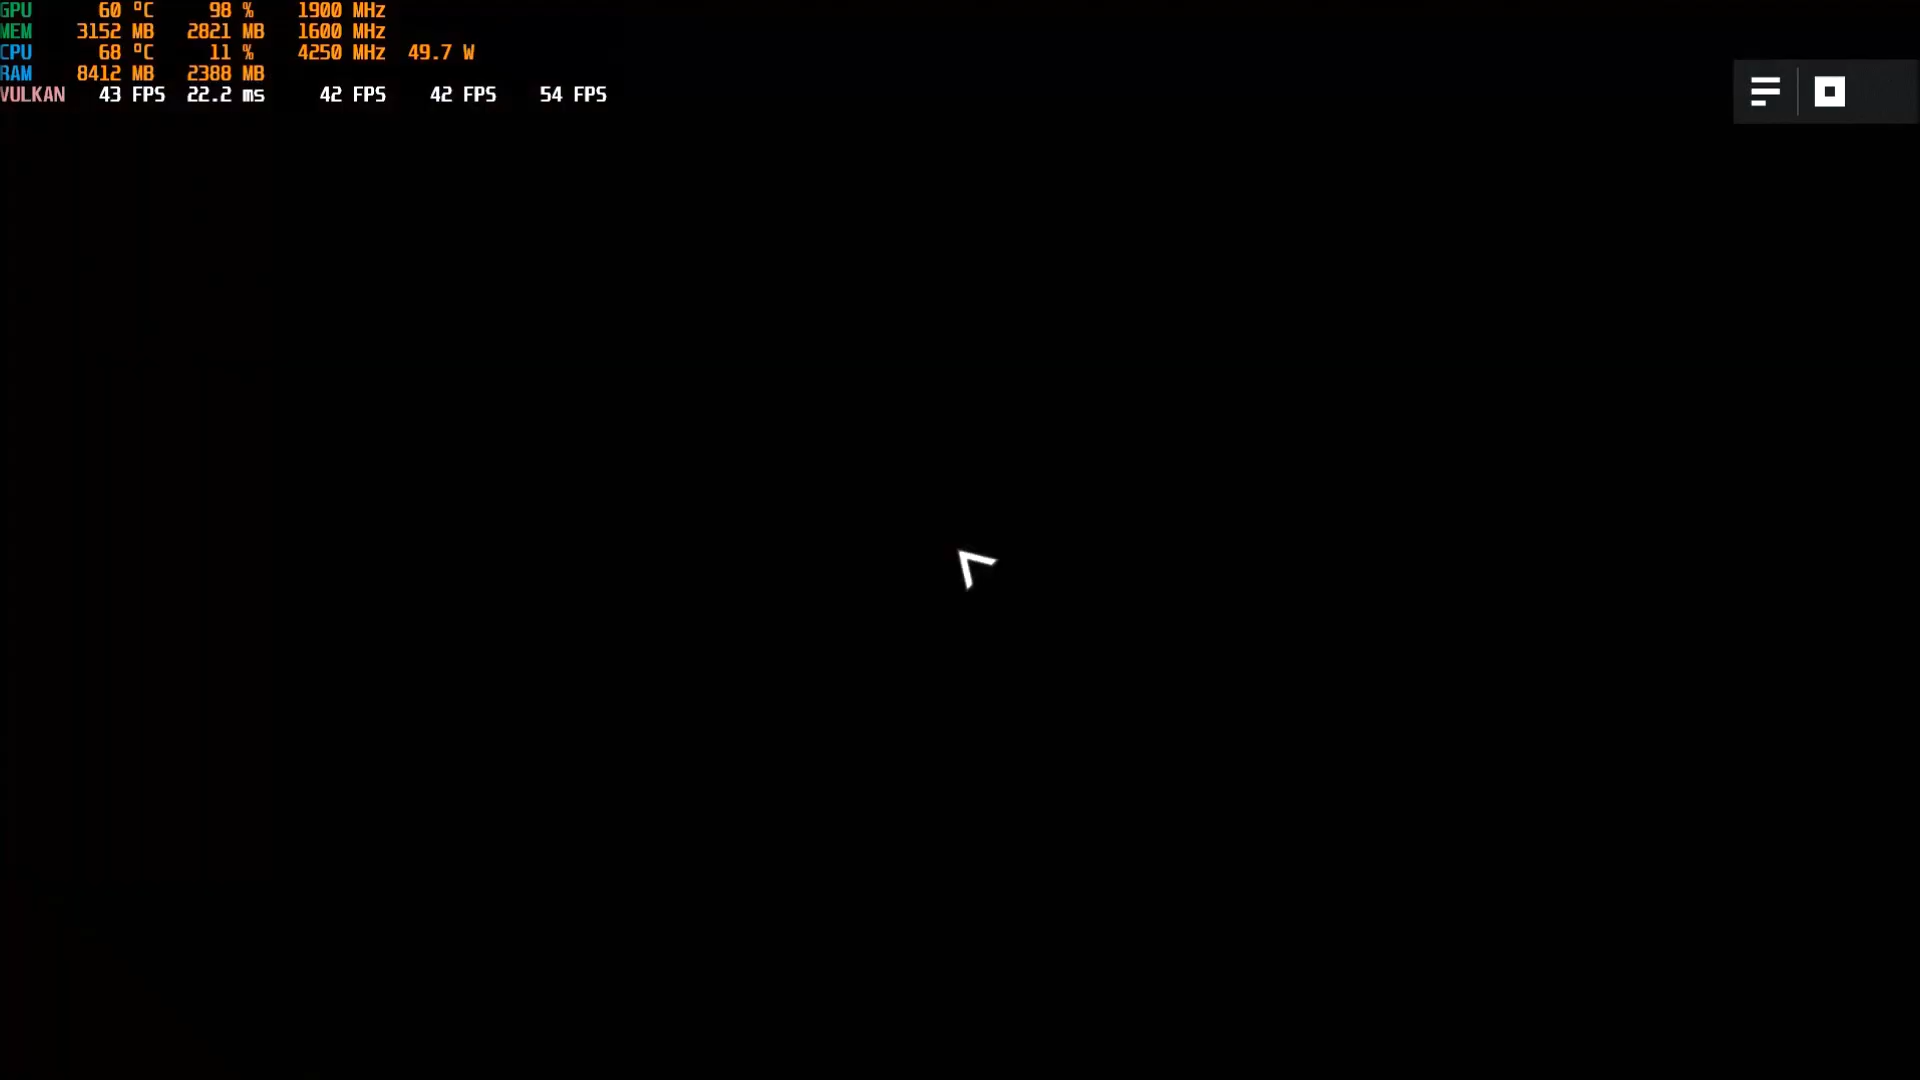 GPU 60 °C 98 % 1900 MHz
MEM 3152 MB 2821 MB 1600 MHz
CPU 68 °C 11 % 4250 MHz 49.7 W
RAM 8412 MB 2388 MB
VULKAN 43 FPS 22.2 ms 42 FPS 42 FPS 54 FPS